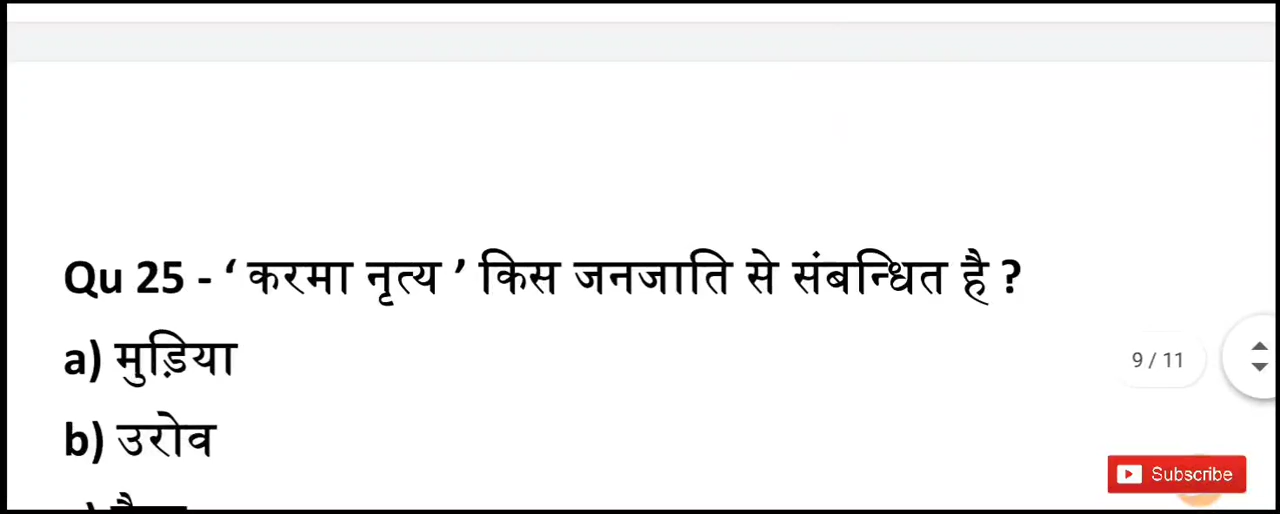 Qu 25 - ‘ करमा नृत्य ’ किस जनजाति से संबन्धित है ?
a) मुड़िया
9 / 11
b) उरोव
Subscribe